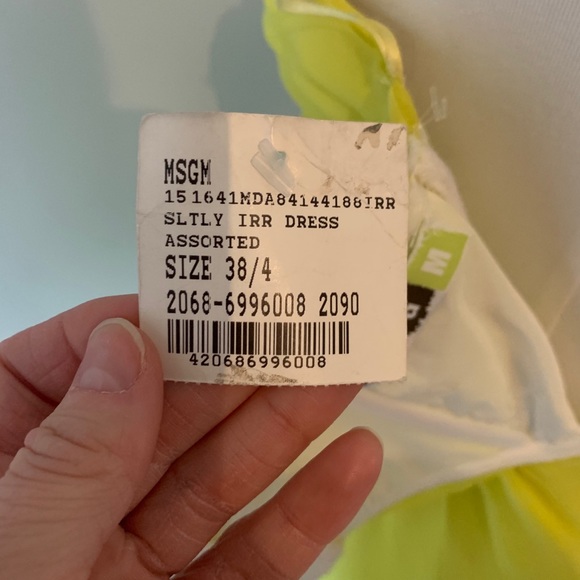 MSGM
151641MDA84144188IRR
SLTLY IRR DRESS
ASSORTED
SIZE 38/4
2068-6996008 2090
420686996008
M